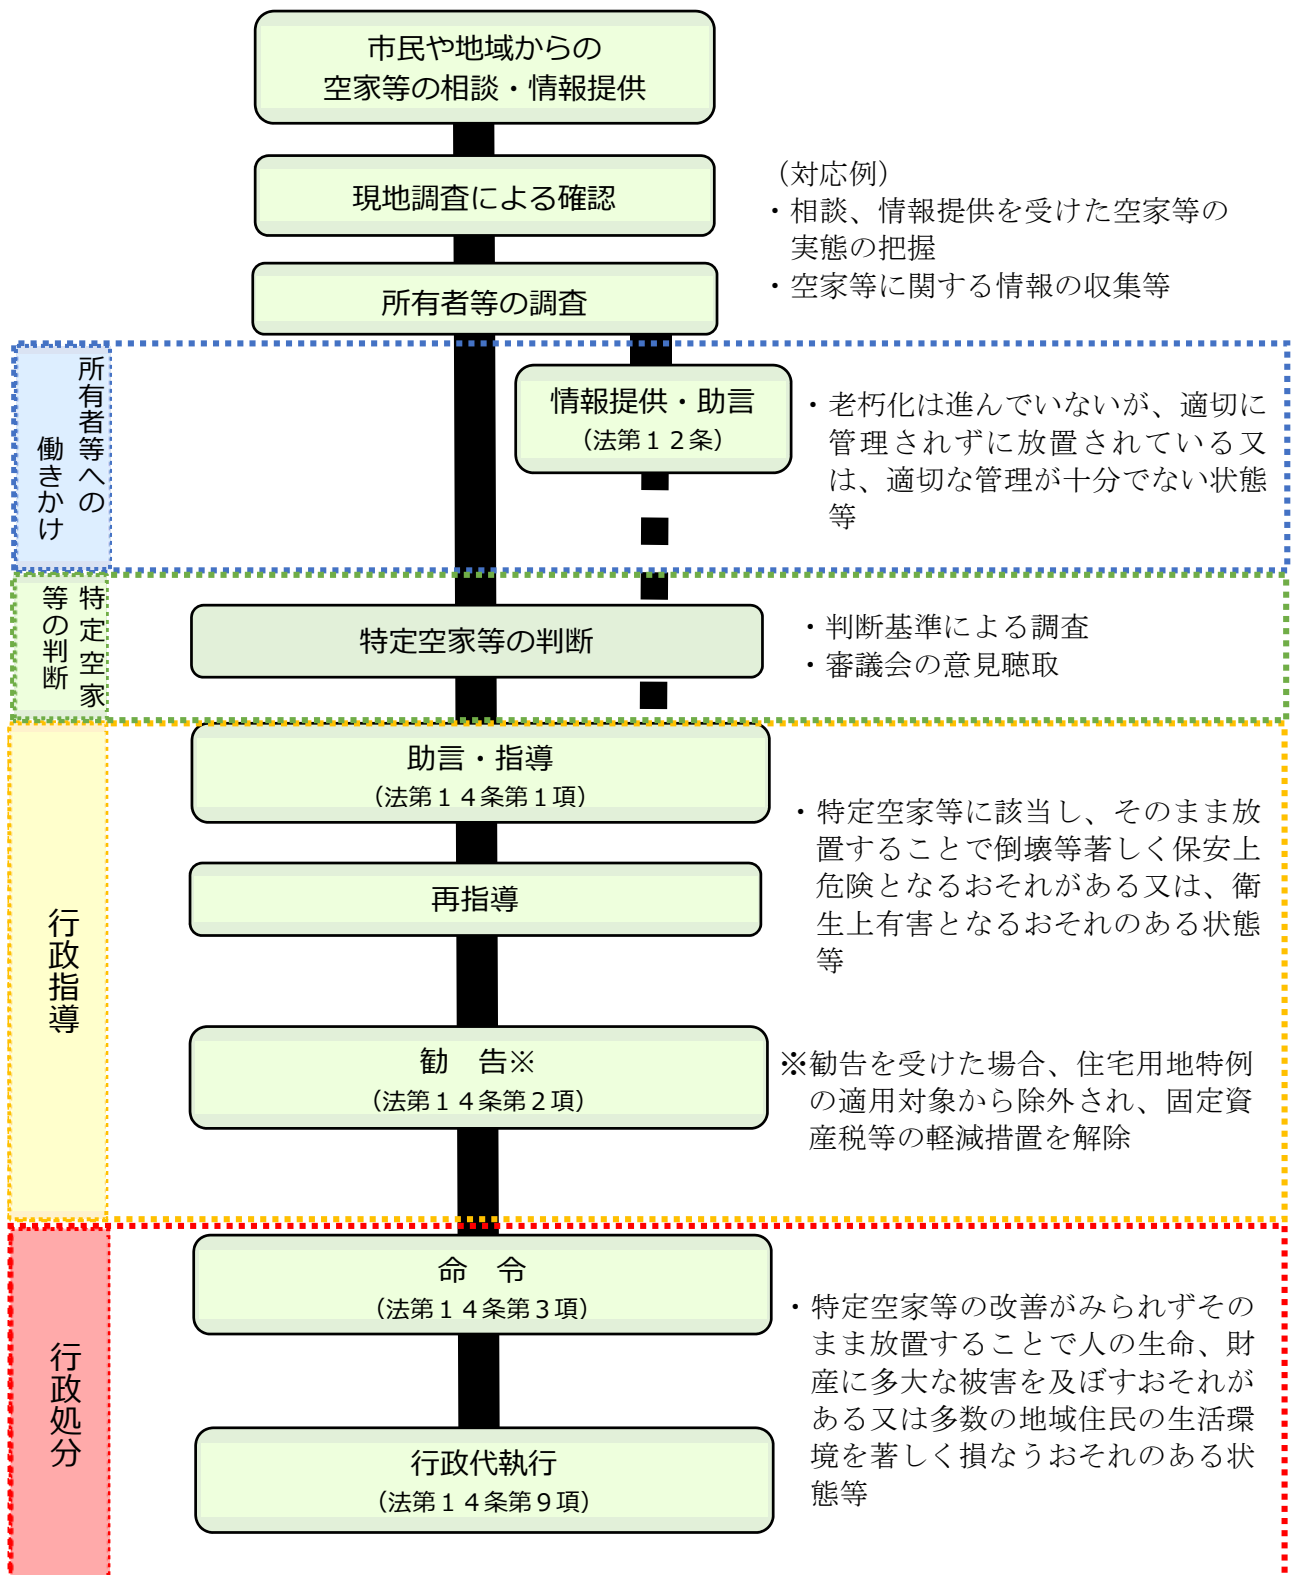 市民や地域からの
空家等の相談・情報提供
現地調査による確認
（対応例）
・相談、情報提供を受けた空家等の
実態の把握
・空家等に関する情報の収集等
所有者等の調査
所有者等への
働きかけ
情報提供・助言
（法第１２条）
・老朽化は進んでいないが、適切に
管理されずに放置されている又
は、適切な管理が十分でない状態
等
特定空家
等の判断
特定空家等の判断
・判断基準による調査
・審議会の意見聴取
行政指導
助言・指導
（法第１４条第１項）
再指導
・特定空家等に該当し、そのまま放
置することで倒壊等著しく保安上
危険となるおそれがある又は、衛
生上有害となるおそれのある状態
等
勧　告※
（法第１４条第２項）
※勧告を受けた場合、住宅用地特例
の適用対象から除外され、固定資
産税等の軽減措置を解除
行政処分
命　令
（法第１４条第３項）
・特定空家等の改善がみられずその
まま放置することで人の生命、財
産に多大な被害を及ぼすおそれが
ある又は多数の地域住民の生活環
境を著しく損なうおそれのある状
態等
行政代執行
（法第１４条第９項）